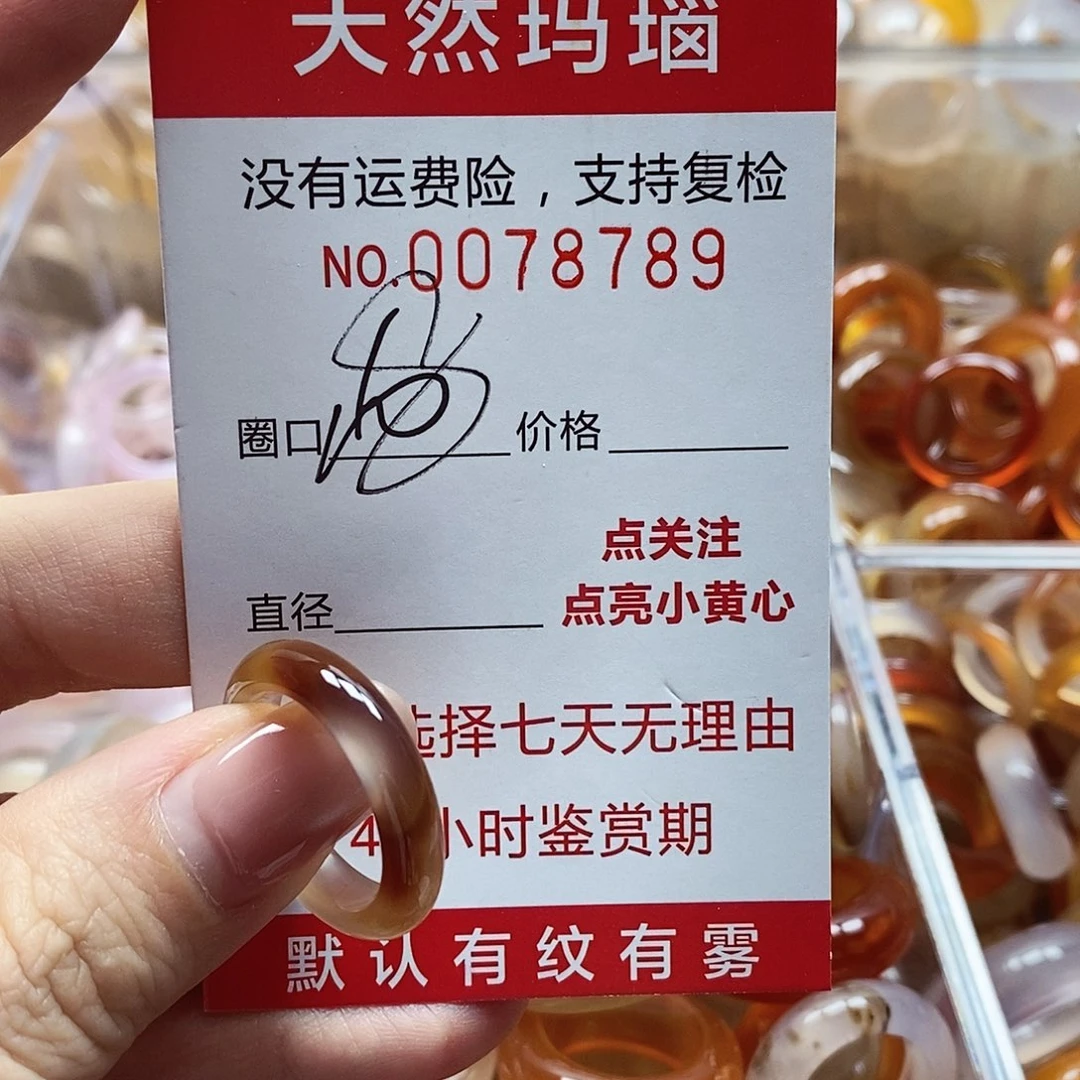 天然玛瑙
没有运费险，支持复检
NO.0078789
圈口 价格
点关注
点亮小黄心
直径
选择七天无理由
小时鉴赏期
默认有纹有雾